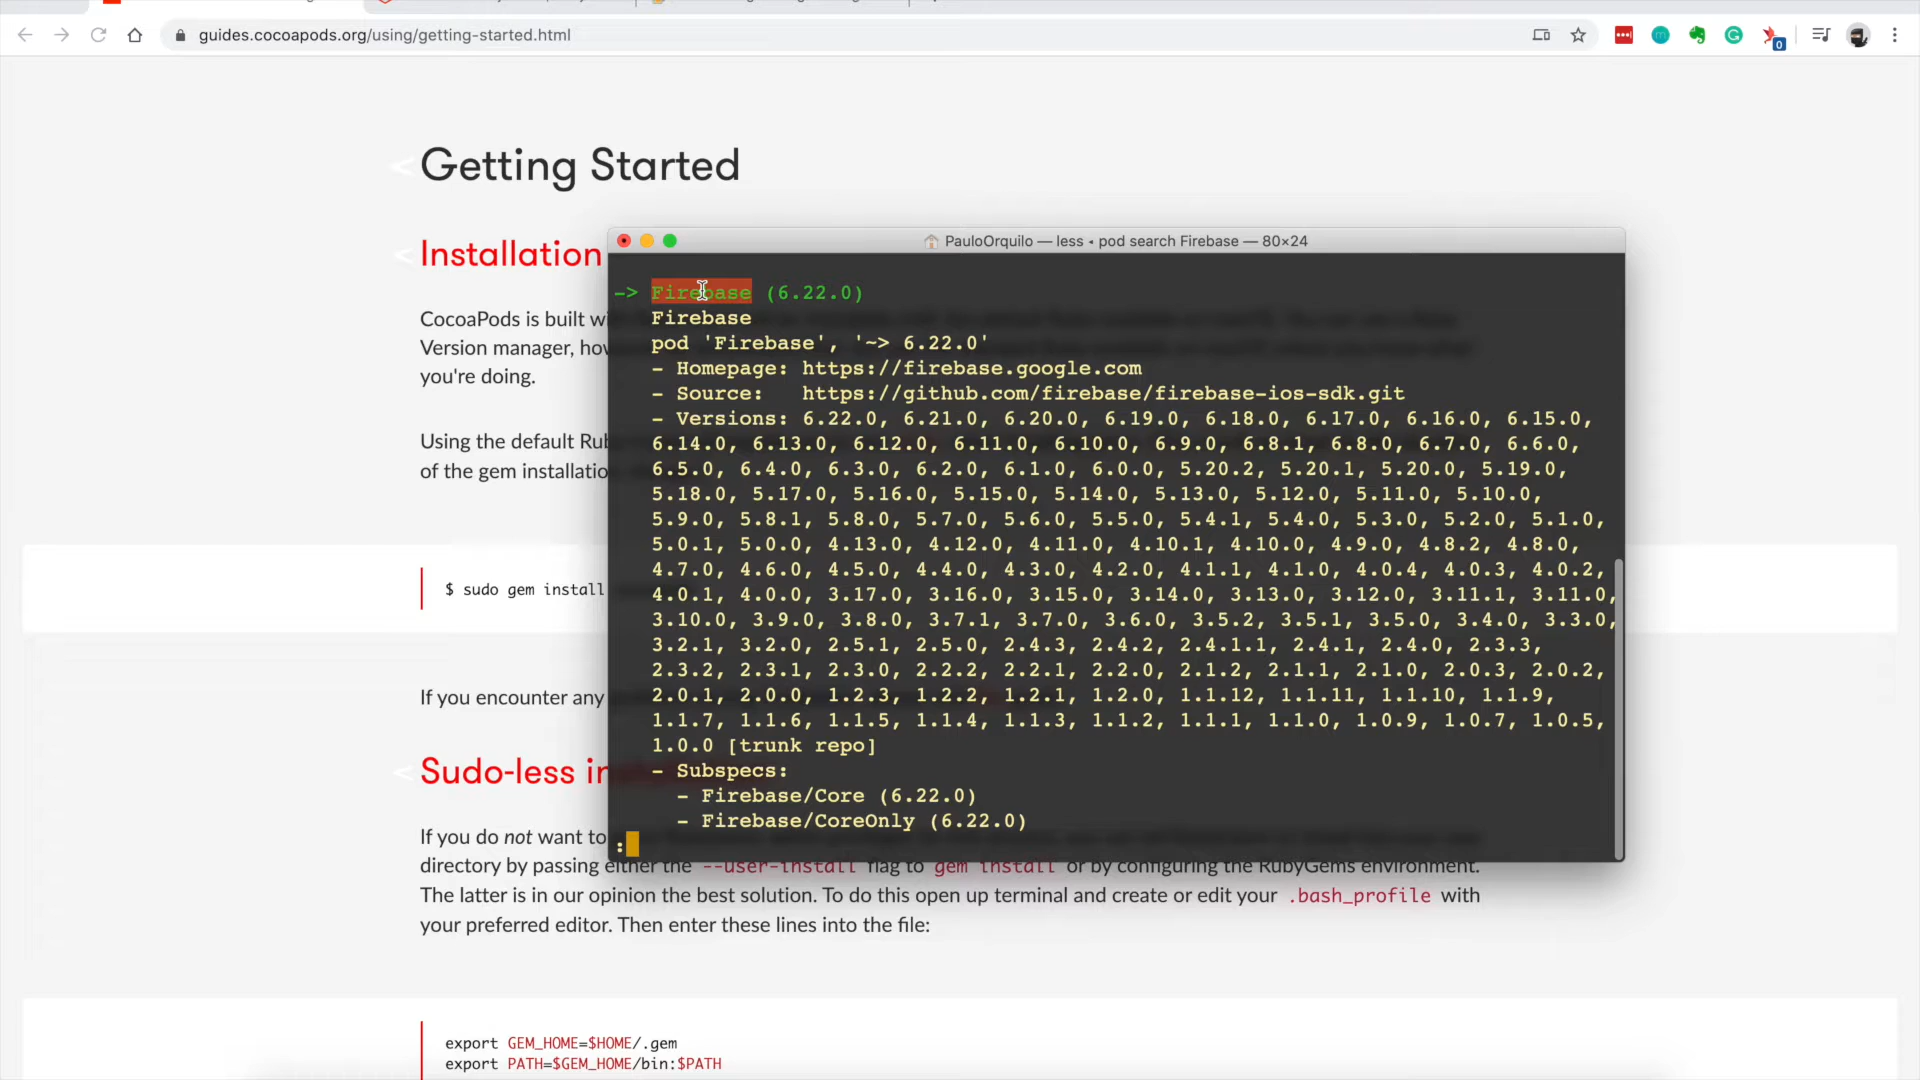 guides.cocoapods.org/using/getting-started.html
0
< Getting Started
PauloOrquilo — less ◂ pod search Firebase — 80×24
< Installation
-> Firebase (6.22.0)
Firebase
pod 'Firebase', '~> 6.22.0'
- Homepage: https://firebase.google.com
- Source:   https://github.com/firebase/firebase-ios-sdk.git
- Versions: 6.22.0, 6.21.0, 6.20.0, 6.19.0, 6.18.0, 6.17.0, 6.16.0, 6.15.0,
6.14.0, 6.13.0, 6.12.0, 6.11.0, 6.10.0, 6.9.0, 6.8.1, 6.8.0, 6.7.0, 6.6.0,
6.5.0, 6.4.0, 6.3.0, 6.2.0, 6.1.0, 6.0.0, 5.20.2, 5.20.1, 5.20.0, 5.19.0,
5.18.0, 5.17.0, 5.16.0, 5.15.0, 5.14.0, 5.13.0, 5.12.0, 5.11.0, 5.10.0,
5.9.0, 5.8.1, 5.8.0, 5.7.0, 5.6.0, 5.5.0, 5.4.1, 5.4.0, 5.3.0, 5.2.0, 5.1.0,
5.0.1, 5.0.0, 4.13.0, 4.12.0, 4.11.0, 4.10.1, 4.10.0, 4.9.0, 4.8.2, 4.8.0,
4.7.0, 4.6.0, 4.5.0, 4.4.0, 4.3.0, 4.2.0, 4.1.1, 4.1.0, 4.0.4, 4.0.3, 4.0.2,
4.0.1, 4.0.0, 3.17.0, 3.16.0, 3.15.0, 3.14.0, 3.13.0, 3.12.0, 3.11.1, 3.11.0,
3.10.0, 3.9.0, 3.8.0, 3.7.1, 3.7.0, 3.6.0, 3.5.2, 3.5.1, 3.5.0, 3.4.0, 3.3.0,
3.2.1, 3.2.0, 2.5.1, 2.5.0, 2.4.3, 2.4.2, 2.4.1.1, 2.4.1, 2.4.0, 2.3.3,
2.3.2, 2.3.1, 2.3.0, 2.2.2, 2.2.1, 2.2.0, 2.1.2, 2.1.1, 2.1.0, 2.0.3, 2.0.2,
2.0.1, 2.0.0, 1.2.3, 1.2.2, 1.2.1, 1.2.0, 1.1.12, 1.1.11, 1.1.10, 1.1.9,
1.1.7, 1.1.6, 1.1.5, 1.1.4, 1.1.3, 1.1.2, 1.1.1, 1.1.0, 1.0.9, 1.0.7, 1.0.5,
1.0.0 [trunk repo]
- Subspecs:
- Firebase/Core (6.22.0)
- Firebase/CoreOnly (6.22.0)
:
CocoaPods is built
Version manager,
you're doing.
Using the default
of the gem installation
$ sudo gem install
If you encounter any
< Sudo-less
If you do not want to
directory by passing either the --user-install flag to gem install or by configuring the RubyGems environment.
The latter is in our opinion the best solution. To do this open up terminal and create or edit your .bash_profile with
your preferred editor. Then enter these lines into the file:
export GEM_HOME=$HOME/.gem
export PATH=$GEM_HOME/bin:$PATH